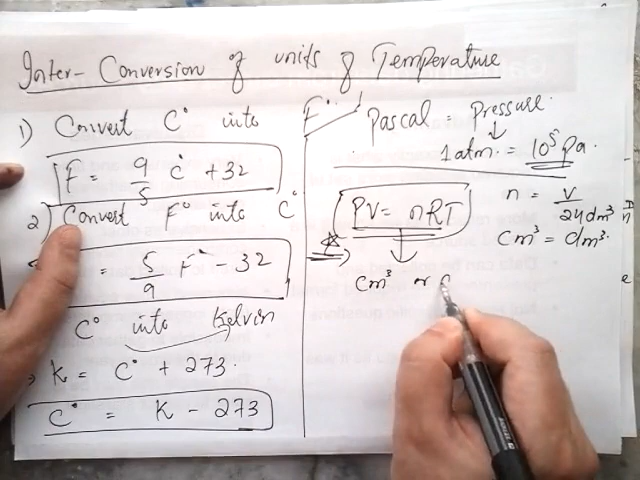 Inter-Conversion of units of Temperature
1) Convert C° into F°
F = 9/5 C° + 32
2) Convert F° into C°
= 5/9 F° - 32
C° into Kelvin
K = C° + 273.
C° = K - 273
Pascal = Pressure.
1 atm. = 10⁵ Pa.
PV = nRT
cm³ or
n = V/24dm³
cm³ = dm³.